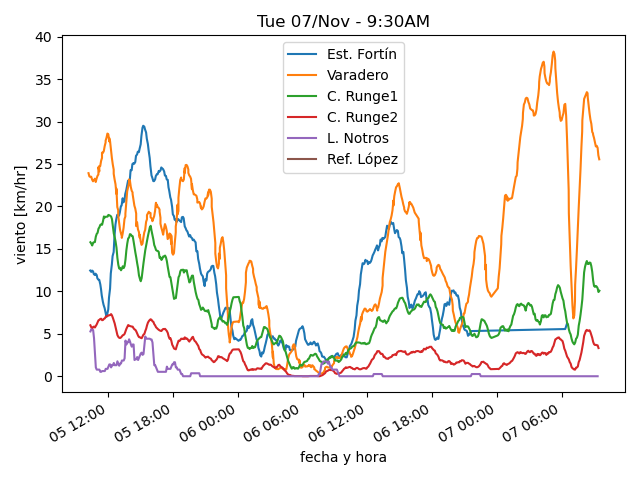 Tue 07/Nov - 9:30AM
Est. Fortín
Varadero
C. Runge1
C. Runge2
L. Notros
Ref. López
viento [km/hr]
40
35
30
25
20
15
10
5
0
05 12:00
05 18:00
06 00:00
06 06:00
06 12:00
06 18:00
07 00:00
07 06:00
fecha y hora